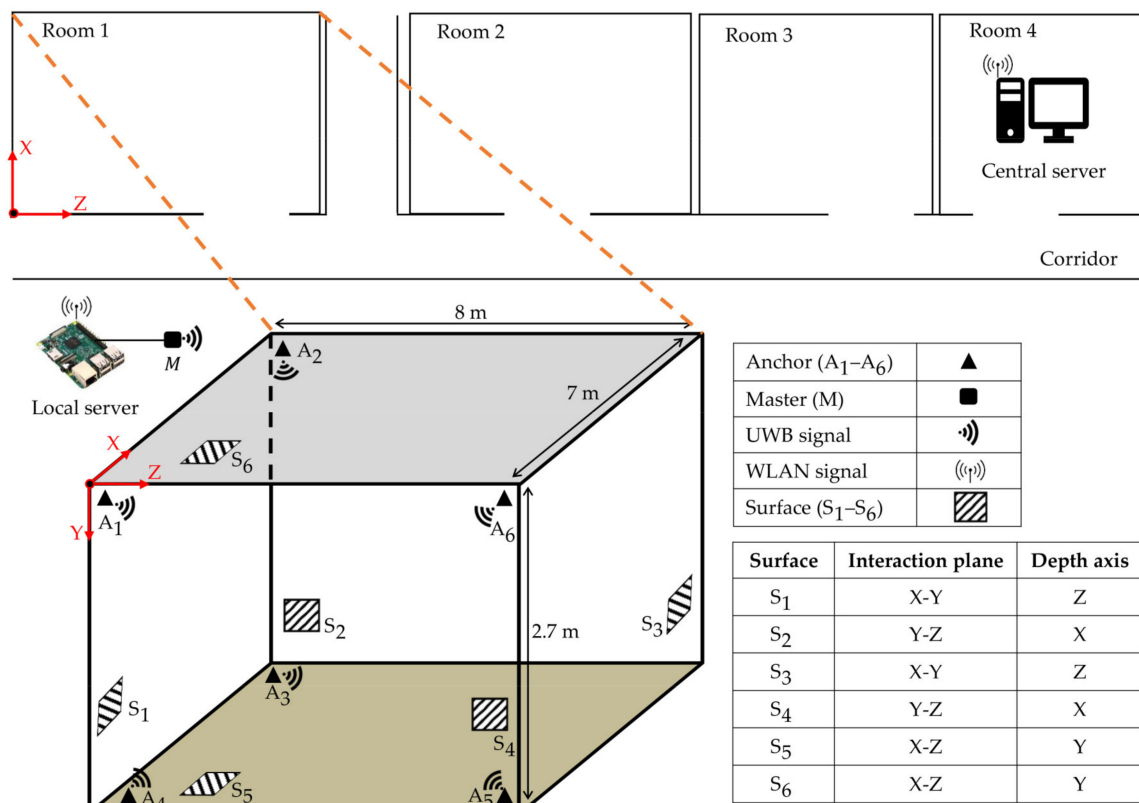 Room 1
Room 2
Room 3
Room 4
X
Z
Central server
Corridor
8 m
M
A2
7 m
Local server
X
Z
S6
Y
A1
A6
Anchor (A1–A6)
Master (M)
UWB signal
WLAN signal
Surface (S1–S6)
S2
S3
2.7 m
A3
S1
S4
A4
S5
A5
Surface Interaction plane Depth axis
S1 X-Y Z
S2 Y-Z X
S3 X-Y Z
S4 Y-Z X
S5 X-Z Y
S6 X-Z Y